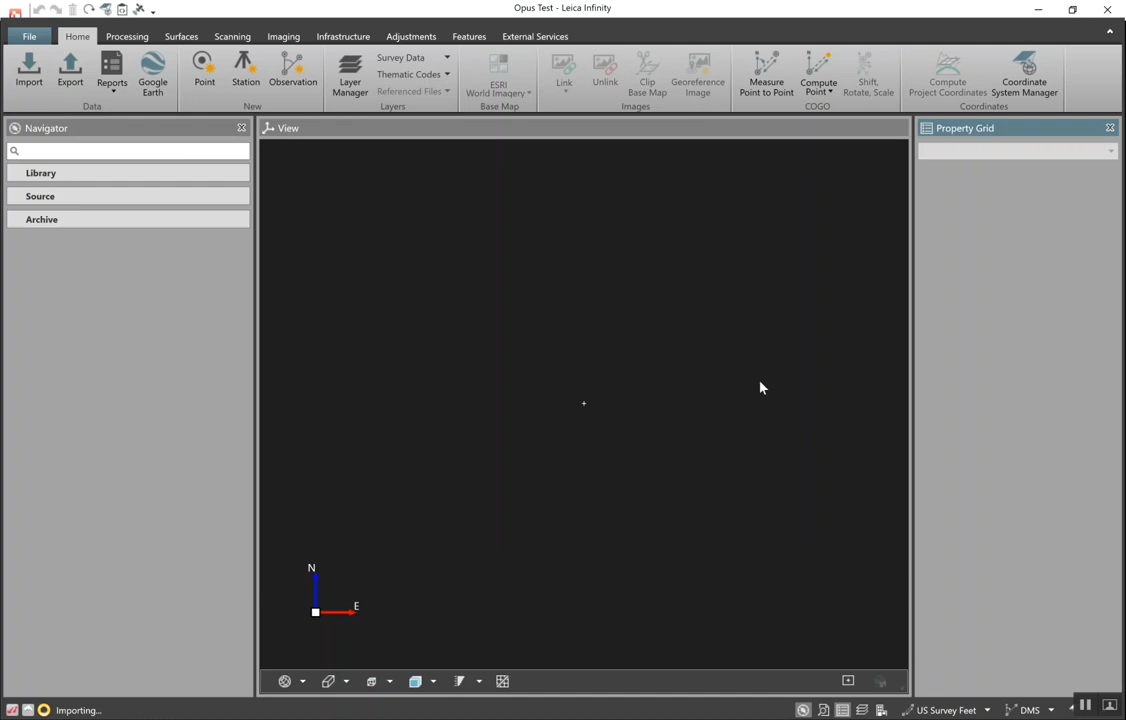 Opus Test - Leica Infinity
File Home Processing Surfaces Scanning Imaging Infrastructure Adjustments Features External Services
Import Export Reports Google Earth
Data
Point Station Observation
New
Layer Manager
Survey Data
Thematic Codes
Referenced Files
Layers
ESRI World Imagery
Base Map
Link Unlink Clip Base Map Georeference Image
Images
Measure Point to Point Compute Point Shift, Rotate, Scale
COGO
Compute Project Coordinates Coordinate System Manager
Coordinates
Navigator
Library
Source
Archive
View
N
E
Property Grid
Importing...
US Survey Feet
DMS